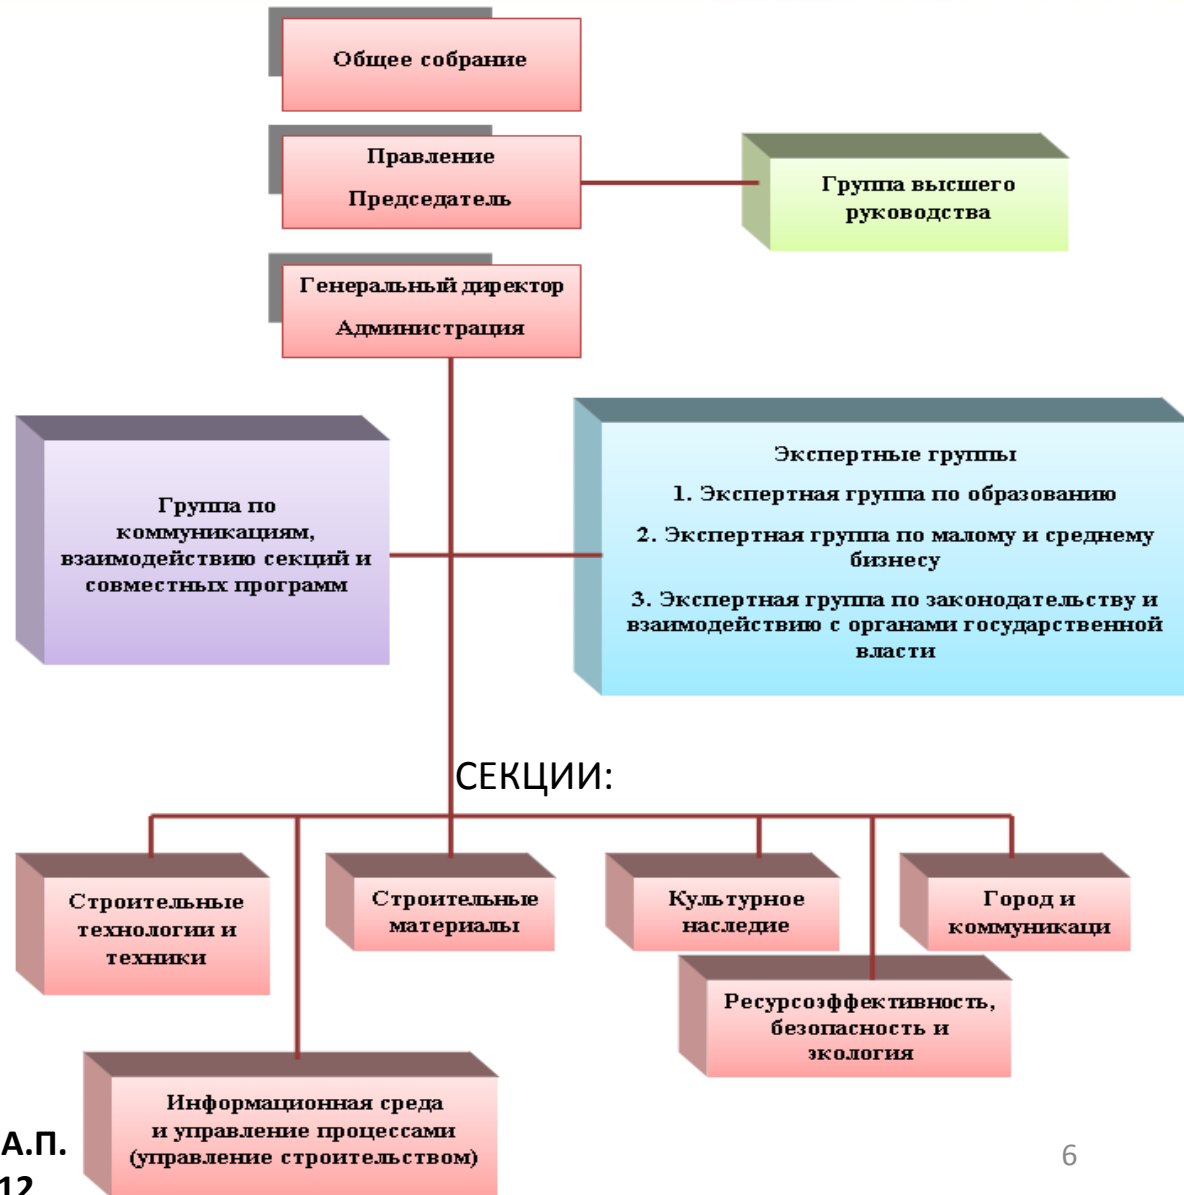 Общее собрание
Правление
Председатель
Группа высшего
руководства
Генеральный директор
Администрация
Группа по
коммуникациям,
взаимодействию секций и
совместных программ
Экспертные группы
1. Экспертная группа по образованию
2. Экспертная группа по малому и среднему
бизнесу
3. Экспертная группа по законодательству и
взаимодействию с органами государственной
власти
СЕКЦИИ:
Строительные
технологии и
техники
Строительные
материалы
Культурное
наследие
Город и
коммуникаци
Ресурсоэффективность,
безопасность и
экология
Информационная среда
и управление процессами
(управление строительством)
А.П.
12
6